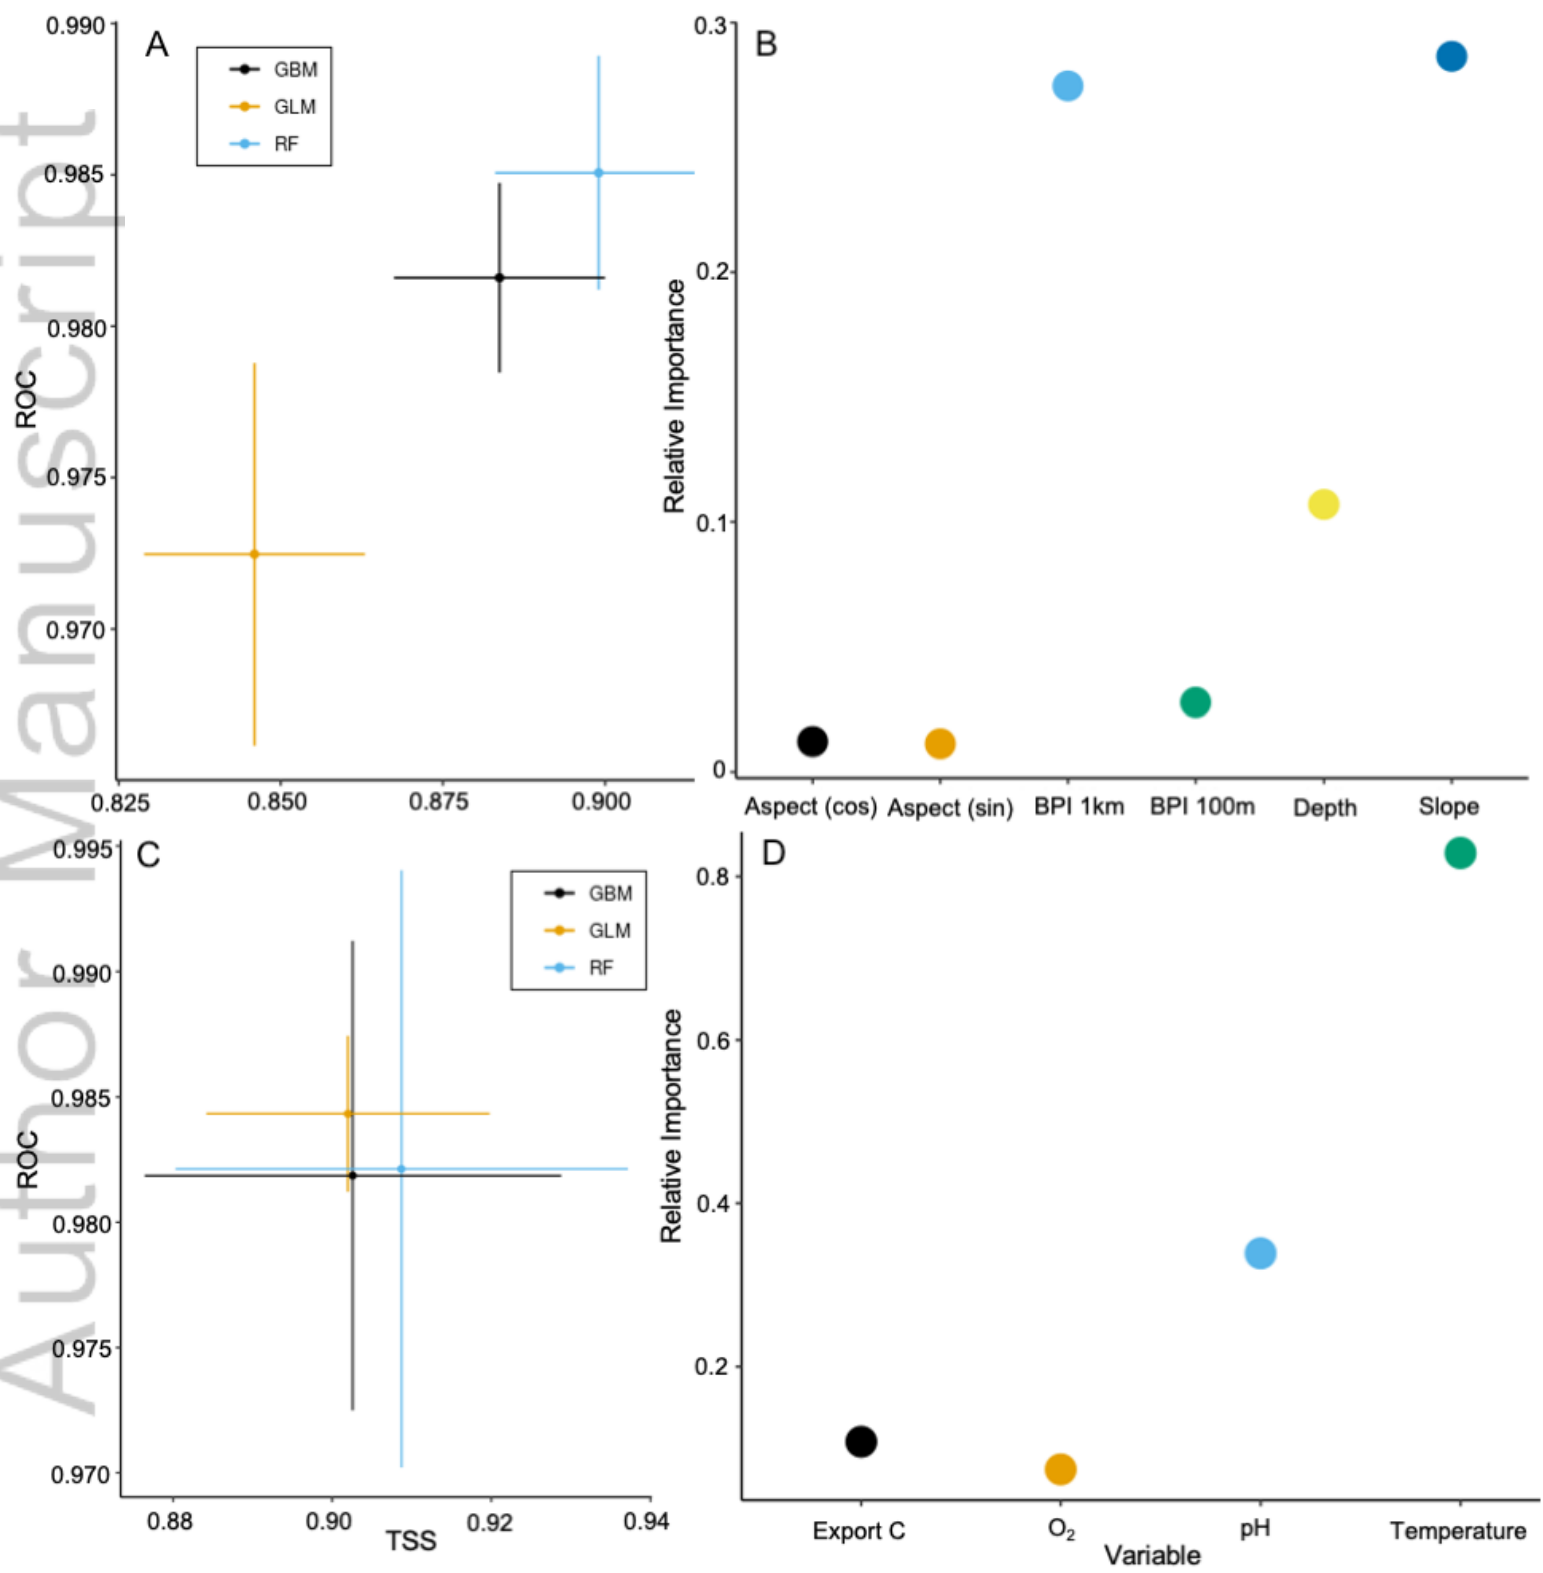 Author Manuscript
A
GBM
GLM
RF
0.990
0.985
0.980
0.975
0.970
ROC
0.825 0.850 0.875 0.900
B
0.3
0.2
0.1
0
Relative Importance
Aspect (cos) Aspect (sin) BPI 1km BPI 100m Depth Slope
C
GBM
GLM
RF
0.995
0.990
0.985
0.980
0.975
0.970
ROC
0.88 0.90 0.92 0.94
TSS
D
0.8
0.6
0.4
0.2
Relative Importance
Export C O₂ pH Temperature
Variable